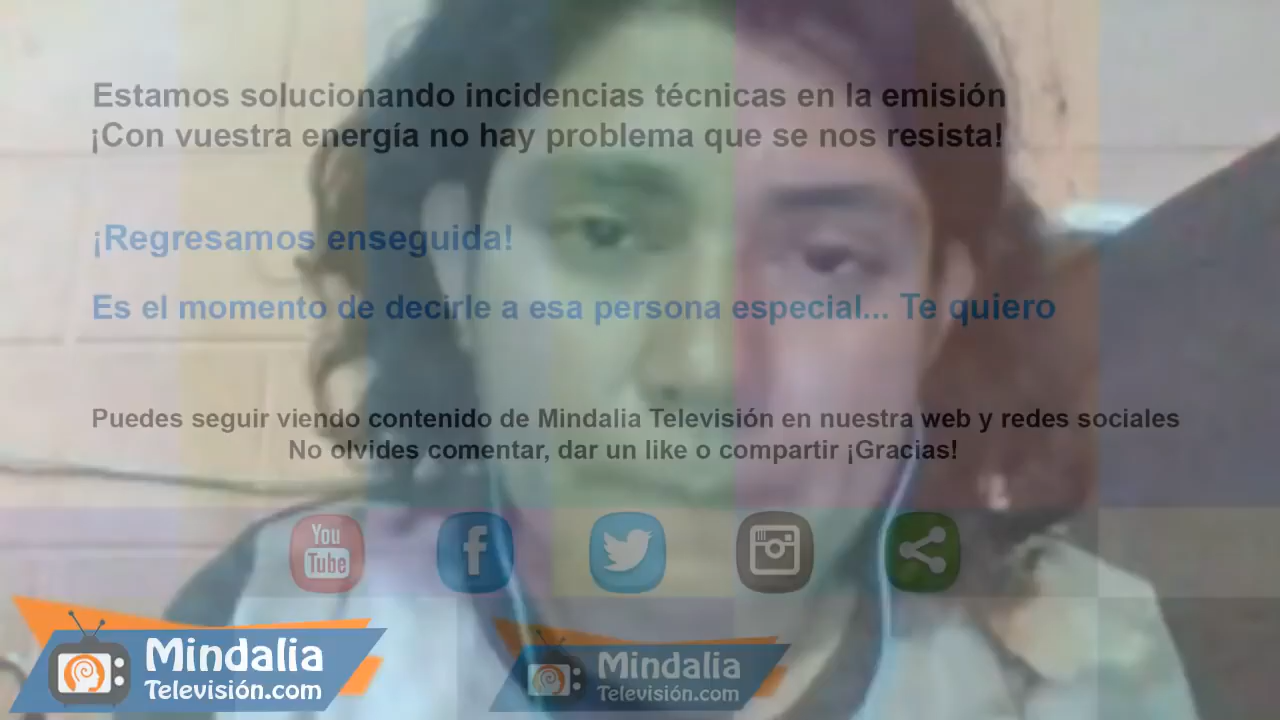 Estamos solucionando incidencias técnicas en la emisión
¡Con vuestra energía no hay problema que se nos resista!
¡Regresamos enseguida!
Es el momento de decirle a esa persona especial... Te quiero
Puedes seguir viendo contenido de Mindalia Televisión en nuestra web y redes sociales
No olvides comentar, dar un like o compartir ¡Gracias!
You
Tube
Mindalia
Televisión.com
Mindalia
Televisión.com